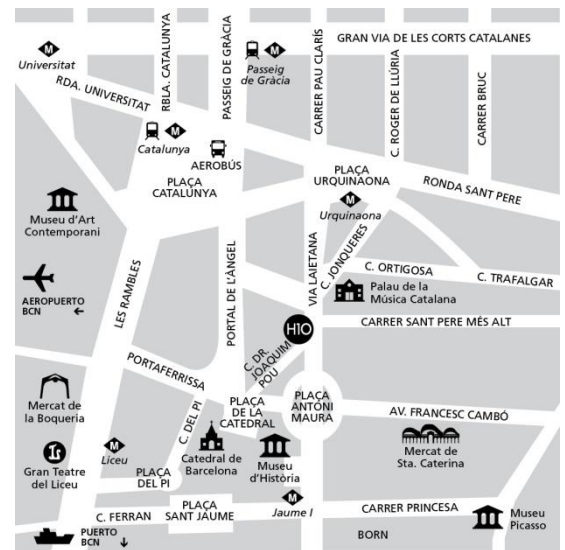 GRAN VIA DE LES CORTS CATALANES
Universitat
RDA. UNIVERSITAT
RBLA. CATALUNYA
PASSEIG DE GRÀCIA
Passeig
de Gràcia
CARRER PAU CLARÍS
C. ROGER DE LLÚRIA
CARRER BRUC
Catalunya
AEROBÚS
PLAÇA
CATALUNYA
PLAÇA
URQUINAONA
RONDA SANT PERE
Urquinaona
Museu d'Art
Contemporani
AEROPUERTO
BCN ←
LES RAMBLES
PORTAL DE L'ÀNGEL
VIA LAIETANA
C. JONQUERES
C. ORTIGOSA
C. TRAFALGAR
Palau de la
Música Catalana
H10
CARRER SANT PERE MÉS ALT
C. DR.
JOAQUIM
POU
PORTAFERRISSA
Mercat de
la Boqueria
PLAÇA
DE LA
CATEDRAL
PLAÇA
ANTONI
MAURA
AV. FRANCESC CAMBÓ
C. DEL PI
Catedral de
Barcelona
Museu
d'Història
Mercat de
Sta. Caterina
Gran Teatre
del Liceu
Liceu
PLAÇA
DEL PI
C. FERRAN
PLAÇA
SANT JAUME
Jaume I
CARRER PRINCESA
Museu
Picasso
PUERTO
BCN ↓
BORN